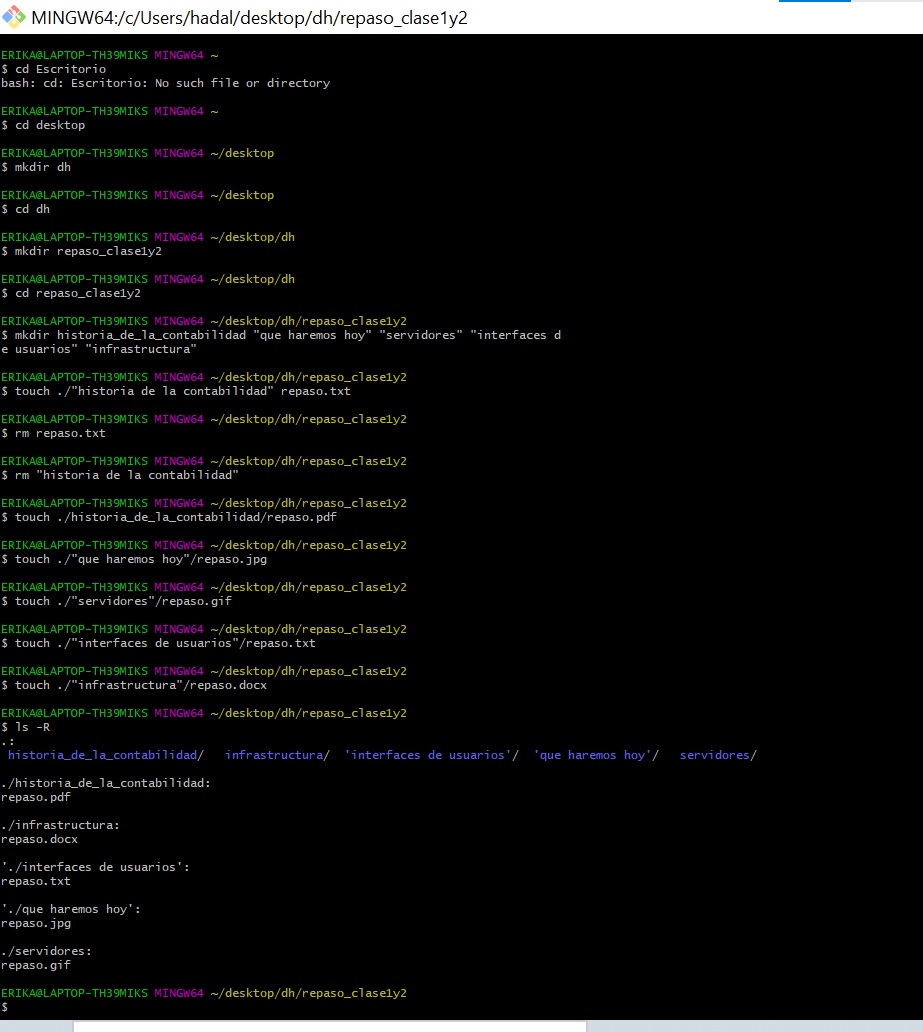 MINGW64:/c/Users/hadal/desktop/dh/repaso_clase1y2
ERIKA@LAPTOP-TH39MIKS MINGW64 ~
$ cd Escritorio
bash: cd: Escritorio: No such file or directory
ERIKA@LAPTOP-TH39MIKS MINGW64 ~
$ cd desktop
ERIKA@LAPTOP-TH39MIKS MINGW64 ~/desktop
$ mkdir dh
ERIKA@LAPTOP-TH39MIKS MINGW64 ~/desktop
$ cd dh
ERIKA@LAPTOP-TH39MIKS MINGW64 ~/desktop/dh
$ mkdir repaso_clase1y2
ERIKA@LAPTOP-TH39MIKS MINGW64 ~/desktop/dh
$ cd repaso_clase1y2
ERIKA@LAPTOP-TH39MIKS MINGW64 ~/desktop/dh/repaso_clase1y2
$ mkdir historia_de_la_contabilidad "que haremos hoy" "servidores" "interfaces d
e usuarios" "infrastructura"
ERIKA@LAPTOP-TH39MIKS MINGW64 ~/desktop/dh/repaso_clase1y2
$ touch ./"historia de la contabilidad" repaso.txt
ERIKA@LAPTOP-TH39MIKS MINGW64 ~/desktop/dh/repaso_clase1y2
$ rm repaso.txt
ERIKA@LAPTOP-TH39MIKS MINGW64 ~/desktop/dh/repaso_clase1y2
$ rm "historia de la contabilidad"
ERIKA@LAPTOP-TH39MIKS MINGW64 ~/desktop/dh/repaso_clase1y2
$ touch ./historia_de_la_contabilidad/repaso.pdf
ERIKA@LAPTOP-TH39MIKS MINGW64 ~/desktop/dh/repaso_clase1y2
$ touch ./"que haremos hoy"/repaso.jpg
ERIKA@LAPTOP-TH39MIKS MINGW64 ~/desktop/dh/repaso_clase1y2
$ touch ./"servidores"/repaso.gif
ERIKA@LAPTOP-TH39MIKS MINGW64 ~/desktop/dh/repaso_clase1y2
$ touch ./"interfaces de usuarios"/repaso.txt
ERIKA@LAPTOP-TH39MIKS MINGW64 ~/desktop/dh/repaso_clase1y2
$ touch ./"infrastructura"/repaso.docx
ERIKA@LAPTOP-TH39MIKS MINGW64 ~/desktop/dh/repaso_clase1y2
$ ls -R
.:
historia_de_la_contabilidad/ infrastructura/ 'interfaces de usuarios'/ 'que haremos hoy'/ servidores/
./historia_de_la_contabilidad:
repaso.pdf
./infrastructura:
repaso.docx
'./interfaces de usuarios':
repaso.txt
'./que haremos hoy':
repaso.jpg
./servidores:
repaso.gif
ERIKA@LAPTOP-TH39MIKS MINGW64 ~/desktop/dh/repaso_clase1y2
$